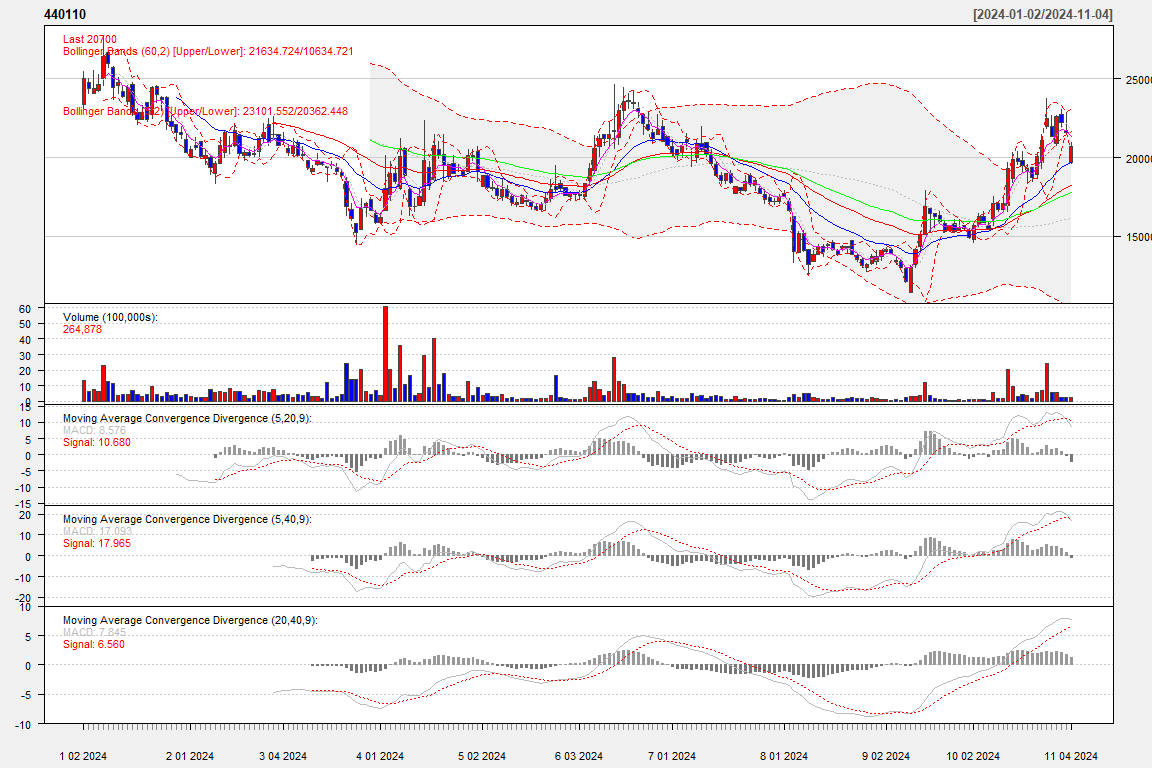 440110
[2024-01-02/2024-11-04]
Last 20700
Bollinger Bands (60,2) [Upper/Lower]: 21634.724/10634.721
Bollinger Bands [Upper/Lower]: 23101.552/20362.448
25000
20000
15000
Volume (100,000s):
264,878
60
50
40
30
20
10
0
Moving Average Convergence Divergence (5,20,9):
MACD: 8.576
Signal: 10.680
15
10
5
0
-5
-10
-15
Moving Average Convergence Divergence (5,40,9):
MACD: 17.093
Signal: 17.965
20
10
0
-10
-20
Moving Average Convergence Divergence (20,40,9):
MACD: 7.845
Signal: 6.560
10
5
0
-5
-10
1 02 2024
2 01 2024
3 04 2024
4 01 2024
5 02 2024
6 03 2024
7 01 2024
8 01 2024
9 02 2024
10 02 2024
11 04 2024